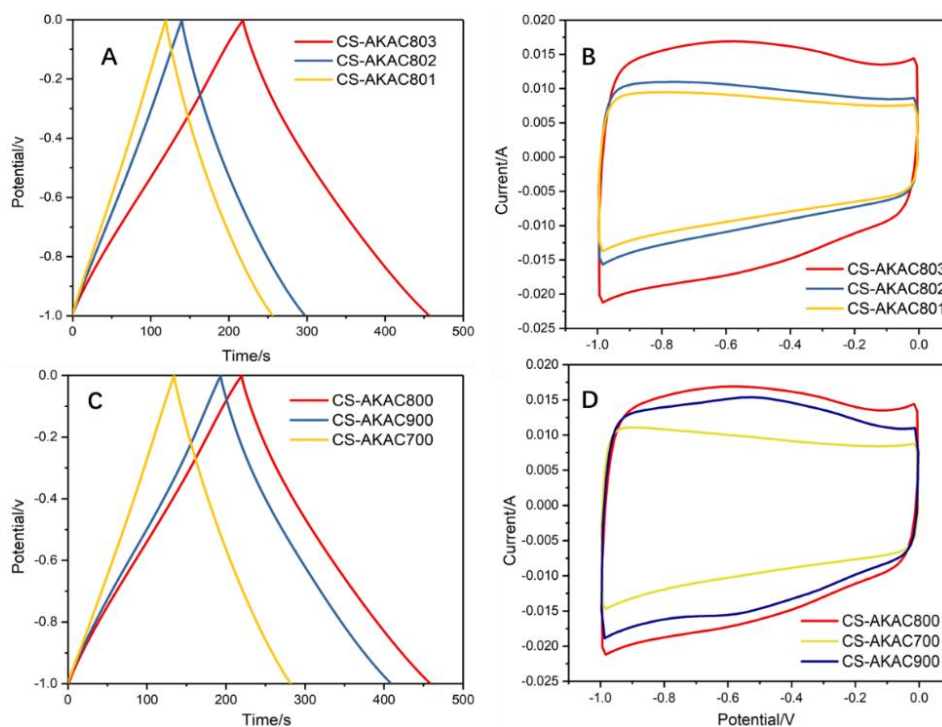 A
CS-AKAC803
CS-AKAC802
CS-AKAC801
0.0
-0.2
-0.4
-0.6
-0.8
-1.0
Potential/v
0 100 200 300 400 500
Time/s
B
0.020
0.015
0.010
0.005
0.000
-0.005
-0.010
-0.015
-0.020
-0.025
Current/A
CS-AKAC803
CS-AKAC802
CS-AKAC801
-1.0 -0.8 -0.6 -0.4 -0.2 0.0
C
CS-AKAC800
CS-AKAC900
CS-AKAC700
0.0
-0.2
-0.4
-0.6
-0.8
-1.0
Potential/v
0 100 200 300 400 500
Time/s
D
0.020
0.015
0.010
0.005
0.000
-0.005
-0.010
-0.015
-0.020
-0.025
Current/A
CS-AKAC800
CS-AKAC700
CS-AKAC900
-1.0 -0.8 -0.6 -0.4 -0.2 0.0
Potential/V